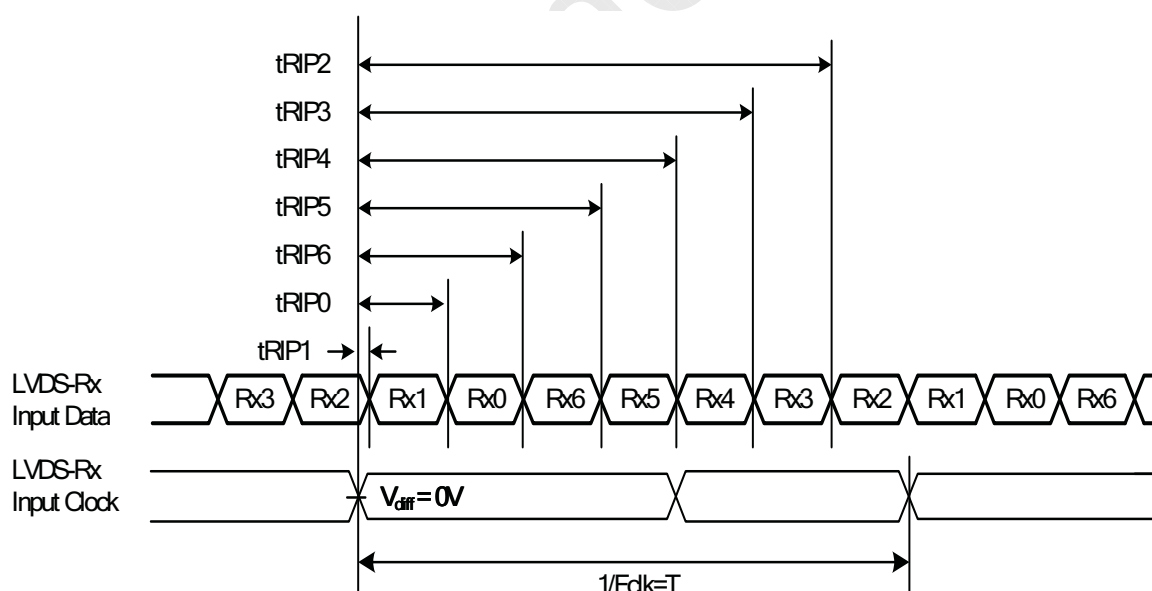 tRIP2
tRIP3
tRIP4
tRIP5
tRIP6
tRIP0
tRIP1
LVDS-Rx
Input Data
Rx3 Rx2 Rx1 Rx0 Rx6 Rx5 Rx4 Rx3 Rx2 Rx1 Rx0 Rx6
LVDS-Rx
Input Clock
Vdiff = 0V
1/Fclk=T